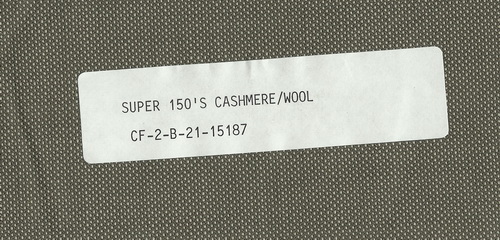 SUPER 150'S CASHMERE/WOOL
CF-2-B-21-15187